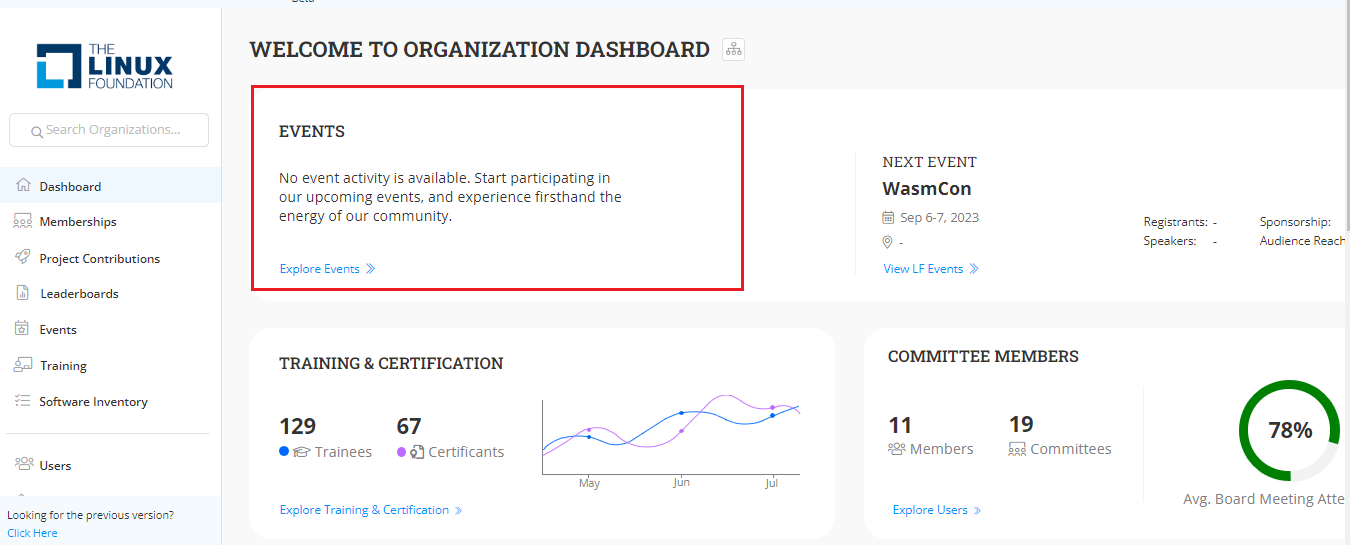 Beta
THE
LINUX
FOUNDATION
Search Organizations...
Dashboard
Memberships
Project Contributions
Leaderboards
Events
Training
Software Inventory
Users
Looking for the previous version?
Click Here
WELCOME TO ORGANIZATION DASHBOARD
EVENTS
No event activity is available. Start participating in
our upcoming events, and experience firsthand the
energy of our community.
Explore Events
NEXT EVENT
WasmCon
Sep 6-7, 2023
-
View LF Events
Registrants: -
Speakers: -
Sponsorship:
Audience Reach
TRAINING & CERTIFICATION
129
Trainees
67
Certificants
May Jun Jul
Explore Training & Certification
COMMITTEE MEMBERS
11
Members
19
Committees
78%
Avg. Board Meeting Atte
Explore Users